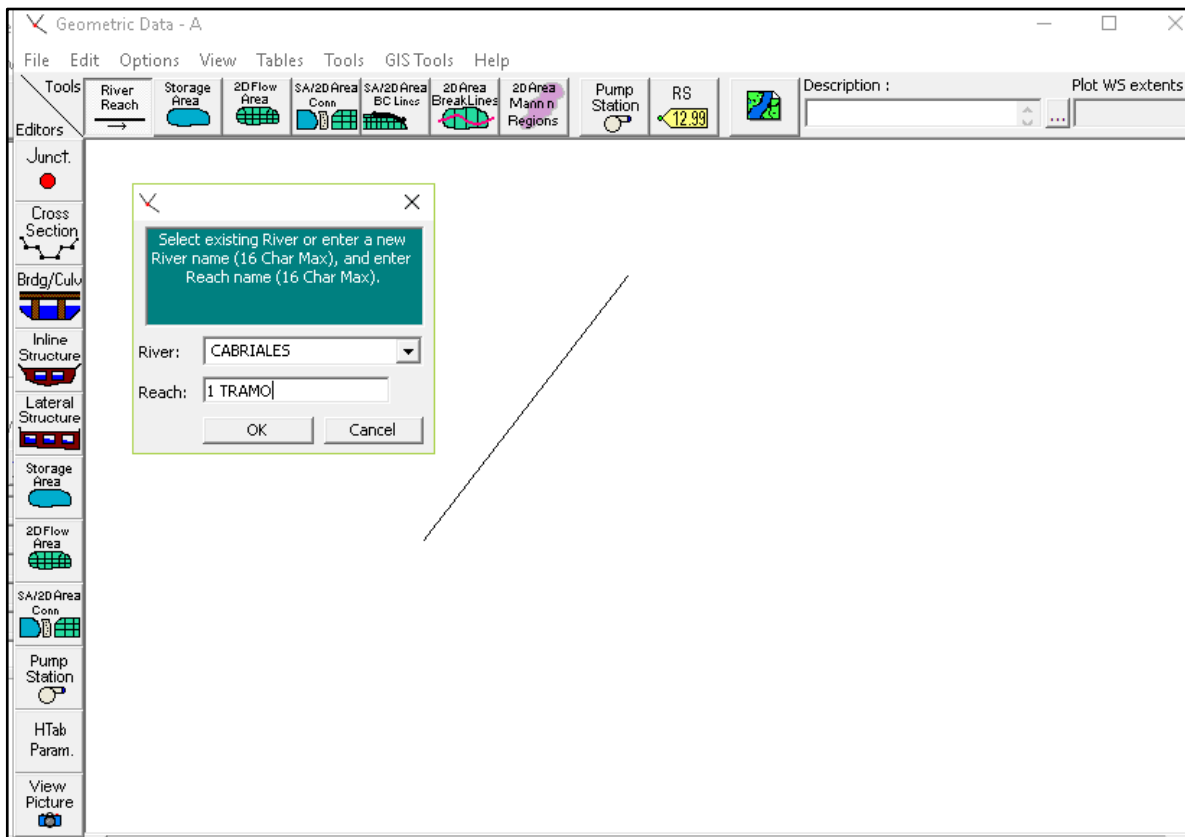 Geometric Data - A
File Edit Options View Tables Tools GIS Tools Help
Tools
Editors
River
Reach
Storage
Area
2D Flow
Area
SA/2D Area
Conn
SA/2D Area
BC Lines
2D Area
BreakLines
2D Area
Mann n
Regions
Pump
Station
RS
12.99
Description :
...
Plot WS extents
Junct.
Cross
Section
Brdg/Culv
Inline
Structure
Lateral
Structure
Storage
Area
2D Flow
Area
SA/2D Area
Conn
Pump
Station
HTab
Param.
View
Picture
Select existing River or enter a new
River name (16 Char Max), and enter
Reach name (16 Char Max).
River: CABRIALES
Reach: 1 TRAMO
OK Cancel